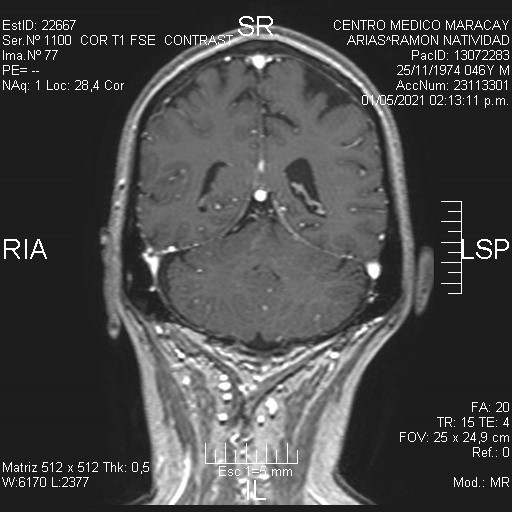 EstID: 22667
Ser.Nº 1100 COR T1 FSE CONTRAST
Ima.Nº 77
PE= --
NAq: 1 Loc: 28,4 Cor
SR
CENTRO MEDICO MARACAY
ARIAS^RAMON NATIVIDAD
PacID: 13072283
25/11/1974 046Y M
AccNum: 23113301
01/05/2021 02:13:11 p.m.
RIA
LSP
FA: 20
TR: 15 TE: 4
FOV: 25 x 24,9 cm
Ref.: 0
Mod.: MR
Matriz 512 x 512 Thk: 0,5
W:6170 L:2377
Esc 1=5 mm
IL